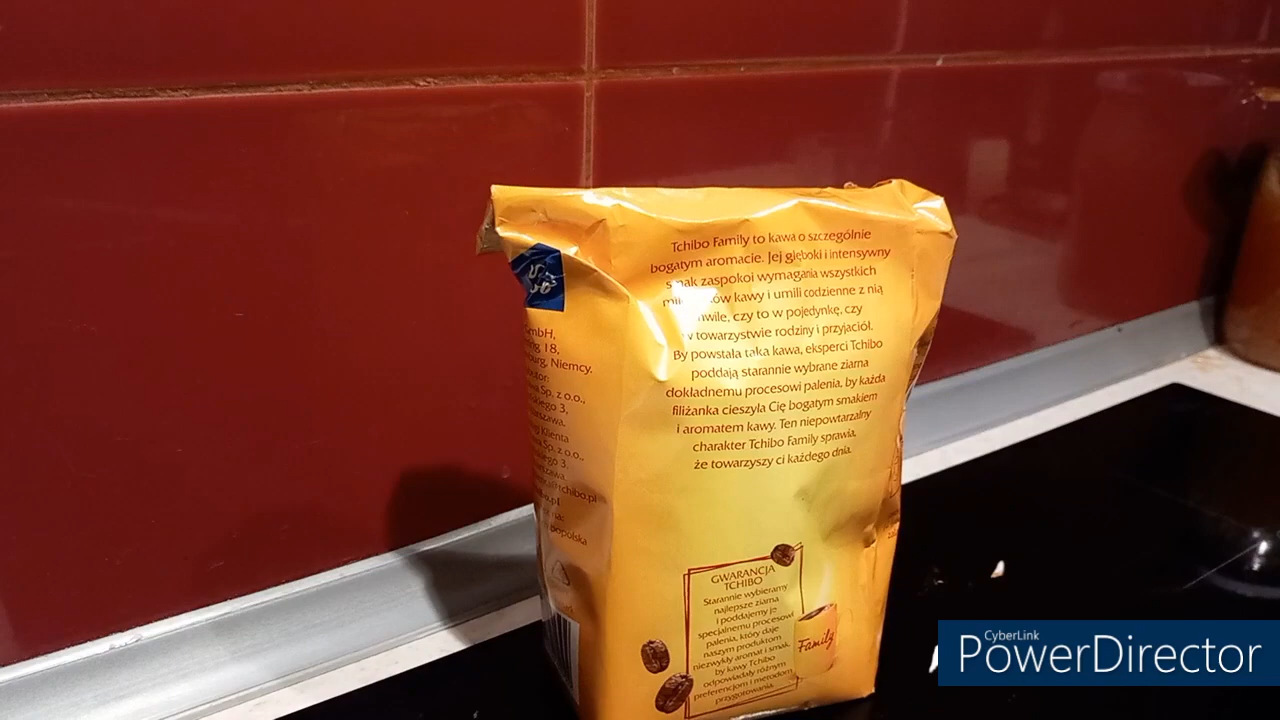 Tchibo Family to kawa o szczególnie
bogatym aromacie. Jej głęboki i intensywny
smak zaspokoi wymagania wszystkich
kawy i umili codzienne z nią
czy to w pojedynkę, czy
w towarzystwie rodziny i przyjaciół.
By powstała taka kawa, eksperci Tchibo
poddają starannie wybrane ziarna
dokładnemu procesowi palenia, by każda
filiżanka cieszyła Cię bogatym smakiem
i aromatem kawy. Ten niepowtarzalny
charakter Tchibo Family sprawia,
że towarzyszy ci każdego dnia.
GmbH,
18,
Niemcy.
Sp. z o.o.,
3,
Klienta
Sp. z o.o.,
3.
@tchibo.pl
GWARANCJA
TCHIBO
Starannie wybieramy
najlepsze ziarna
i poddajemy je
specjalnemu procesowi
palenia, który daje
naszym produktom
niezwykły aromat i smak,
by kawy Tchibo
odpowiadały różnym
preferencjom i metodom
przygotowania.
Family
CyberLink
PowerDirector